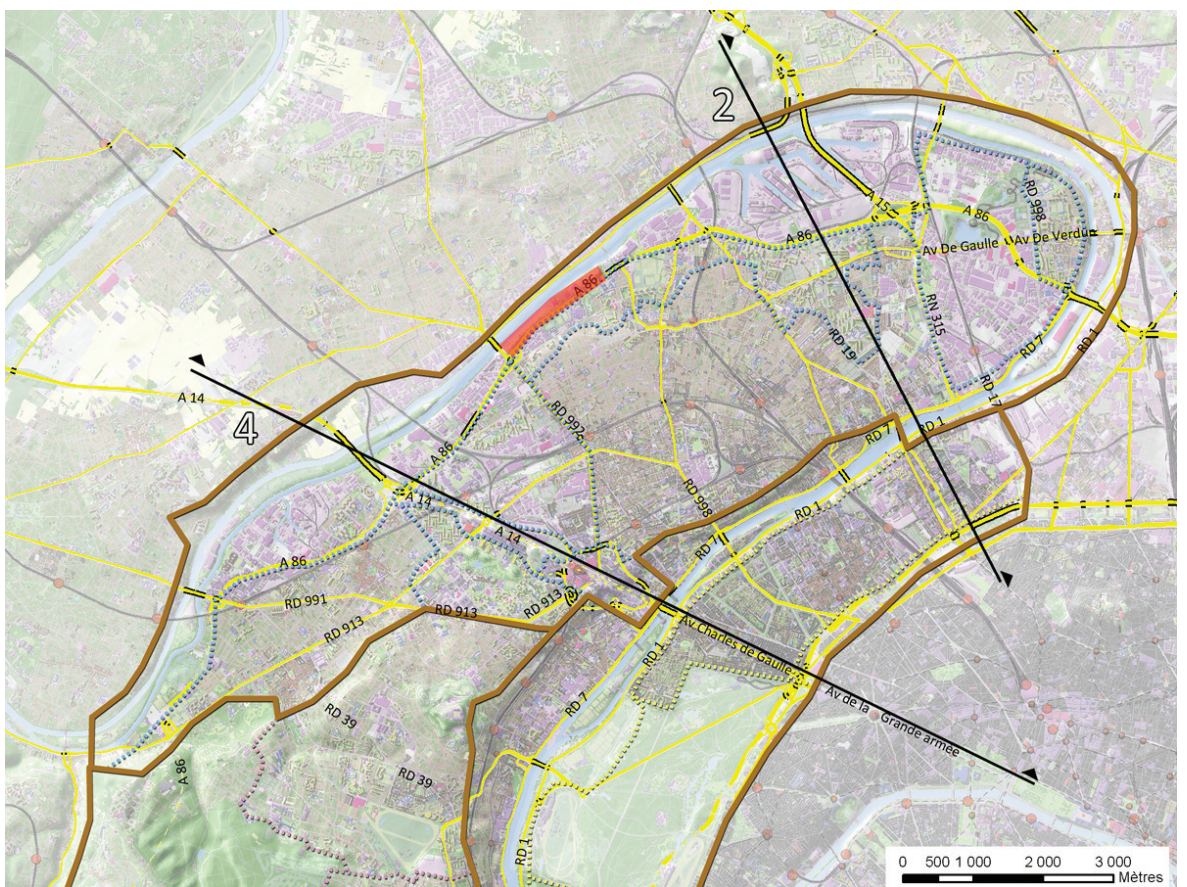 2
A 15
A 86
RD 998
A 86
Av De Gaulle
Av De Verdun
A 86
RN 315
RD 19
RD 7
RD 1
RD 17
A 14
4
RD 992
A 86
RD 7
RD 1
A 14
A 14
RD 998
RD 1
RD 7
A 86
RD 991
RD 913
RD 913
RD 913
Av Charles de Gaulle
RD 1
RD 7
Av de la Grande armée
RD 39
RD 39
A 86
RD 1
0 500 1 000 2 000 3 000
Mètres